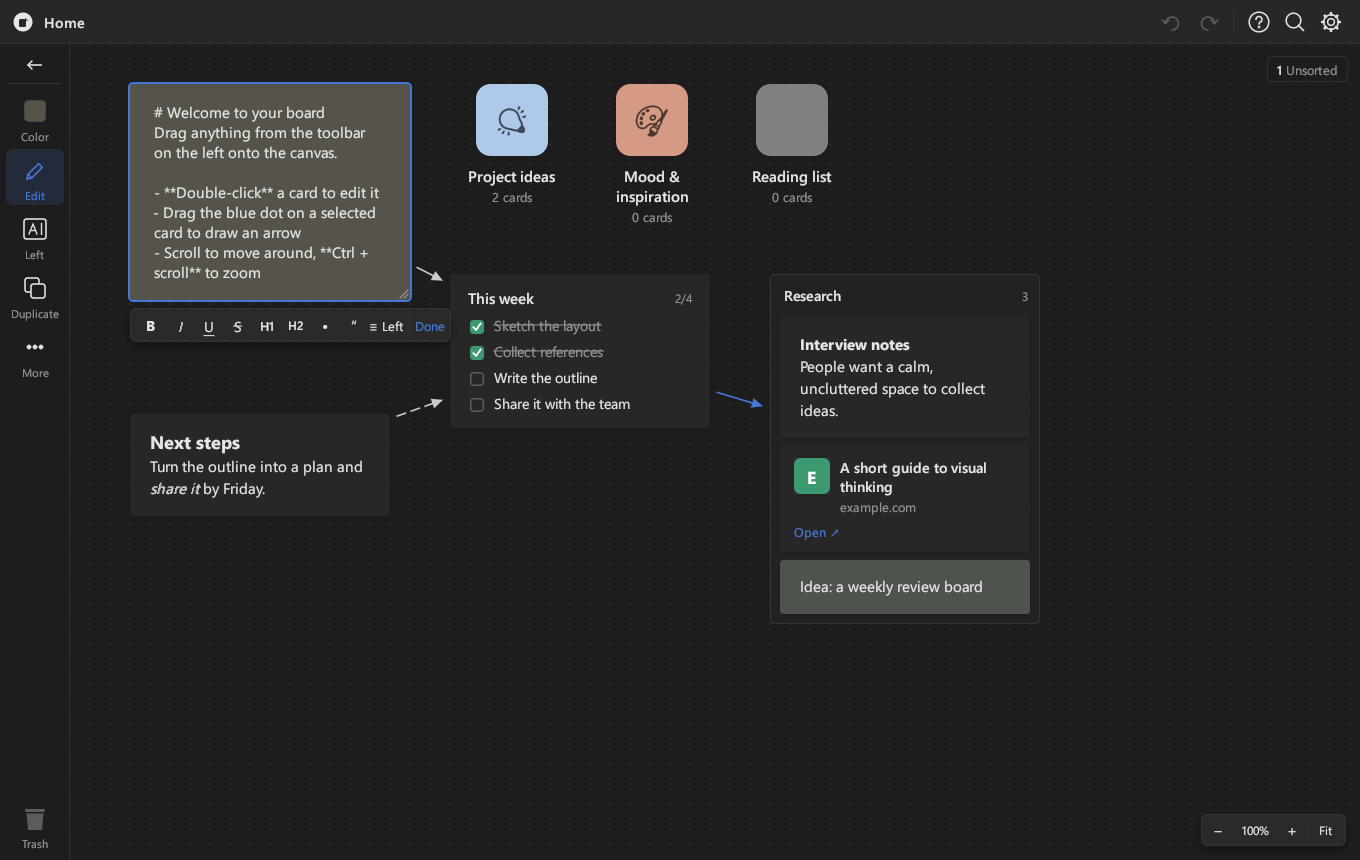 Home
1 Unsorted
Color
Edit
Left
Duplicate
More
Trash
# Welcome to your board
Drag anything from the toolbar
on the left onto the canvas.
- **Double-click** a card to edit it
- Drag the blue dot on a selected
card to draw an arrow
- Scroll to move around, **Ctrl +
scroll** to zoom
B I U S H1 H2 • “ ≡ Left Done
Project ideas
2 cards
Mood &
inspiration
0 cards
Reading list
0 cards
This week 2/4
Sketch the layout
Collect references
Write the outline
Share it with the team
Next steps
Turn the outline into a plan and
share it by Friday.
Research 3
Interview notes
People want a calm,
uncluttered space to collect
ideas.
E
A short guide to visual
thinking
example.com
Open ↗
Idea: a weekly review board
− 100% + Fit